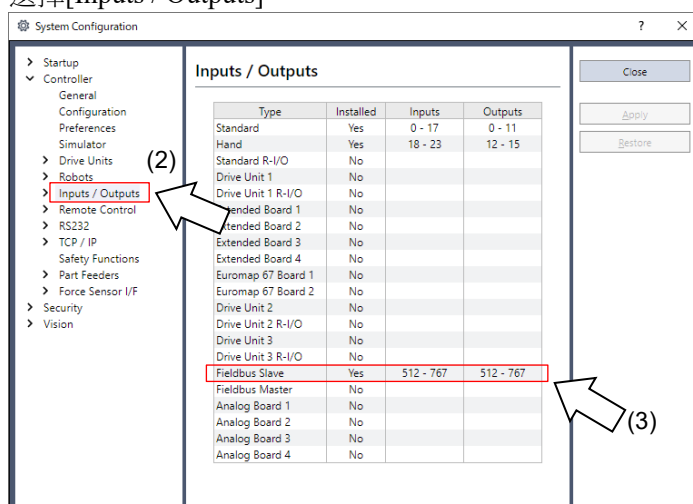 选择[Inputs / Outputs]
System Configuration
?
Startup
Controller
General
Configuration
Preferences
Simulator
Drive Units
Robots
Inputs / Outputs
Remote Control
RS232
TCP / IP
Safety Functions
Part Feeders
Force Sensor I/F
Security
Vision
(2)
Inputs / Outputs
Type Installed Inputs Outputs
Standard Yes 0 - 17 0 - 11
Hand Yes 18 - 23 12 - 15
Standard R-I/O No
Drive Unit 1 No
Drive Unit 1 R-I/O No
Extended Board 1 No
Extended Board 2 No
Extended Board 3 No
Extended Board 4 No
Euromap 67 Board 1 No
Euromap 67 Board 2 No
Drive Unit 2 No
Drive Unit 2 R-I/O No
Drive Unit 3 No
Drive Unit 3 R-I/O No
Fieldbus Slave Yes 512 - 767 512 - 767
Fieldbus Master No
Analog Board 1 No
Analog Board 2 No
Analog Board 3 No
Analog Board 4 No
(3)
Close
Apply
Restore